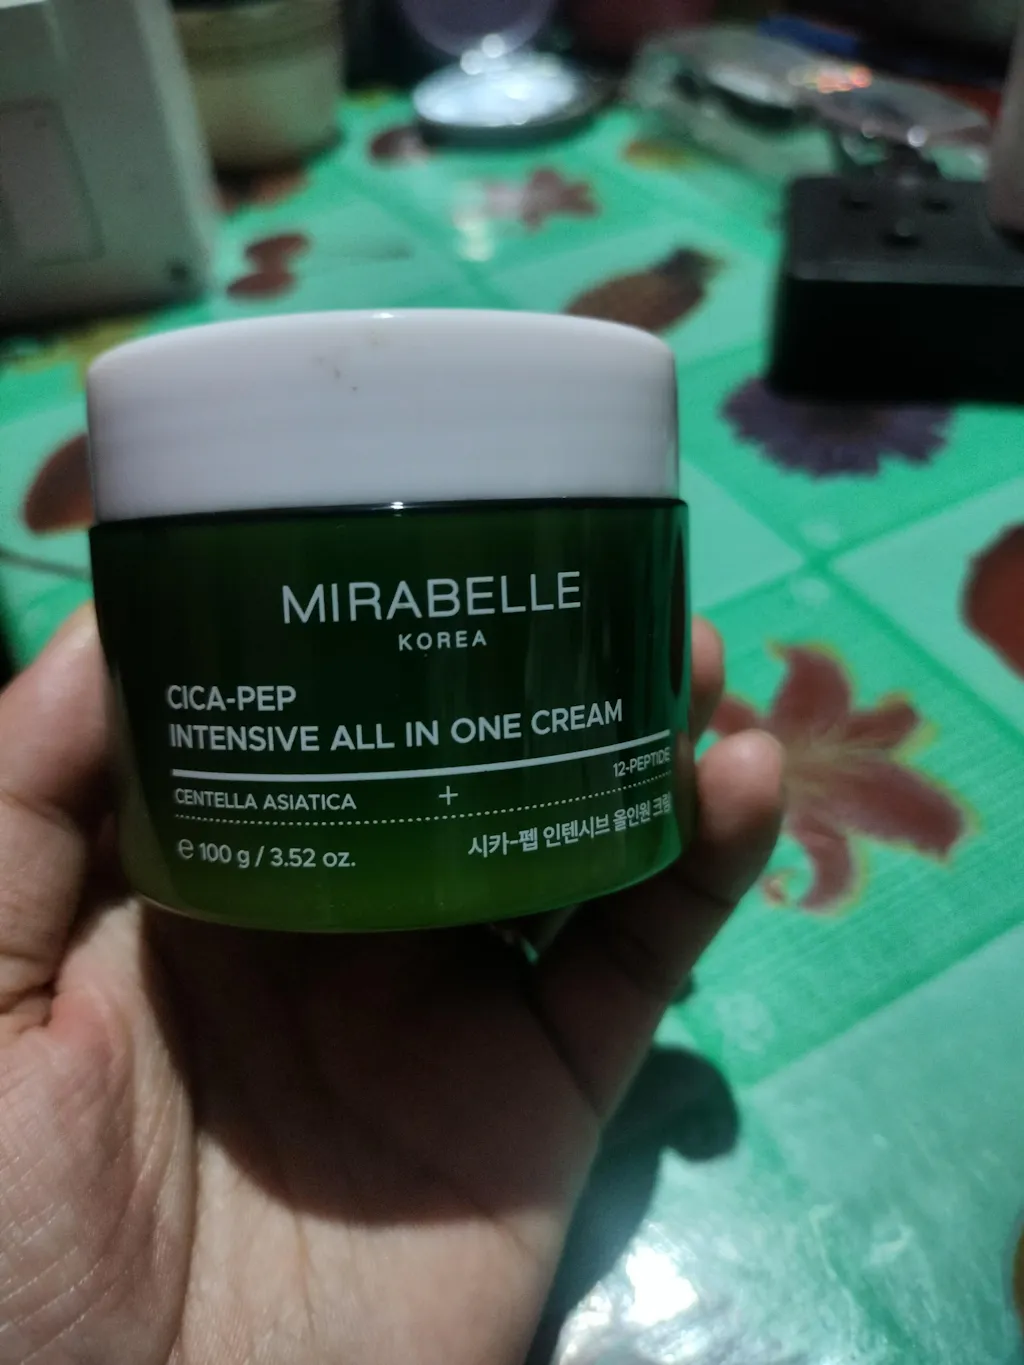 MIRABELLE
KOREA
CICA-PEP
INTENSIVE ALL IN ONE CREAM
12-PEPTIDE
CENTELLA ASIATICA +
시카-펩 인텐시브 올인원 크림
℮ 100 g / 3.52 oz.